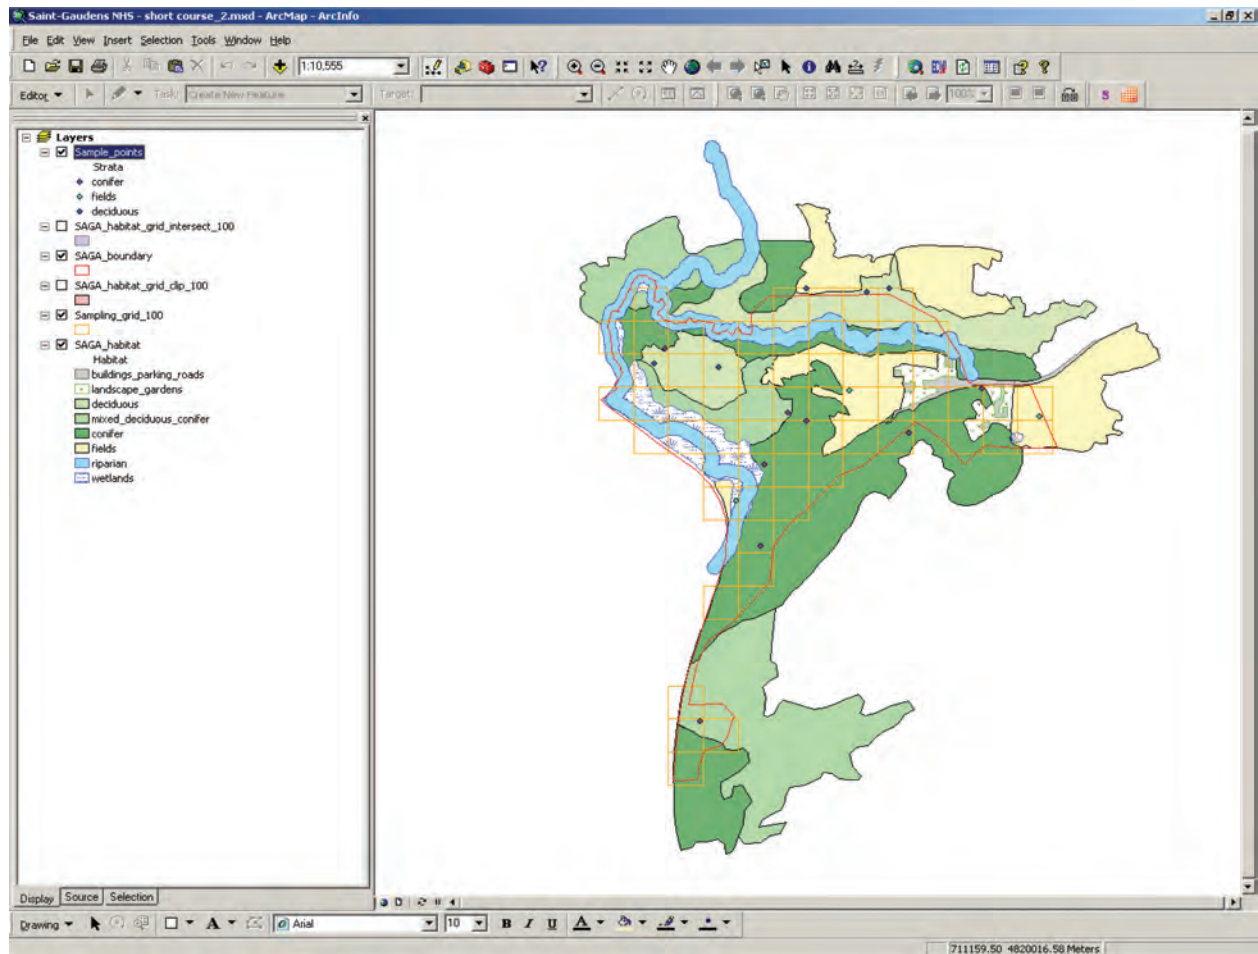 Saint-Gaudens NHS - short course_2.mxd - ArcMap - ArcInfo
File Edit View Insert Selection Tools Window Help
1:10,555
Editor Task: Create New Feature Target: 100%
Layers
Sample_points
Strata
conifer
fields
deciduous
SAGA_habitat_grid_intersect_100
SAGA_boundary
SAGA_habitat_grid_clip_100
Sampling_grid_100
SAGA_habitat
Habitat
buildings_parking_roads
landscape_gardens
deciduous
mixed_deciduous_conifer
conifer
fields
riparian
wetlands
Display Source Selection
Drawing A Arial 10 B I U A
711159.50 4820016.58 Meters